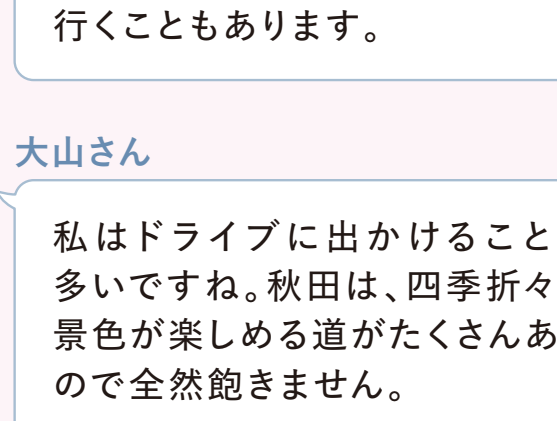 行くこともあります。
大山さん
私はドライブに出かけること
多いですね。秋田は、四季折々
景色が楽しめる道がたくさんあ
ので全然飽きません。